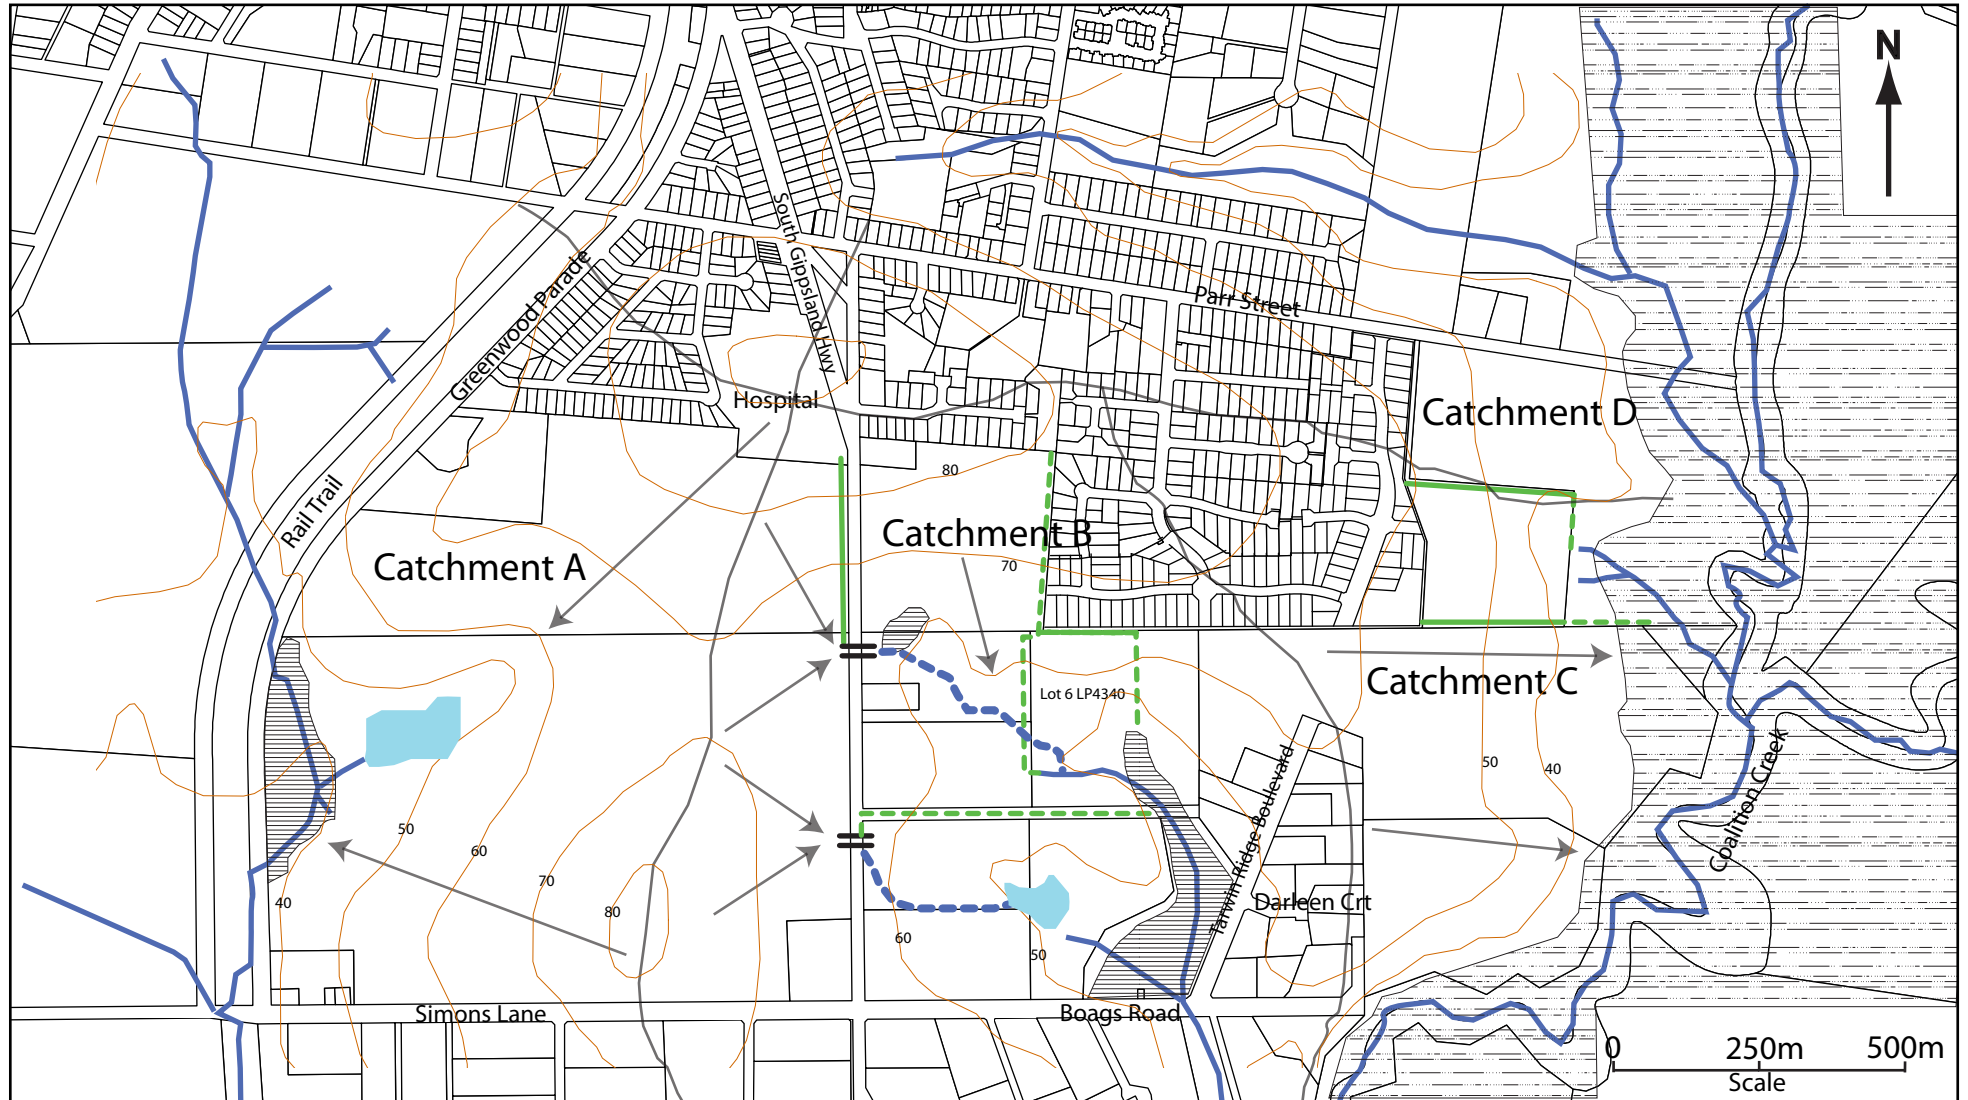 N
South Gippsland Hwy
Greenwood Parade
Parr Street
Hospital
Catchment D
80
Rail Trail
Catchment B
Catchment A
70
Catchment C
Lot 6 LP4340
50
40
Coalition Creek
Tarwin Ridge Boulevard
50
60
70
80
40
Darleen Crt
60
50
Simons Lane
Boags Road
0 250m 500m
Scale